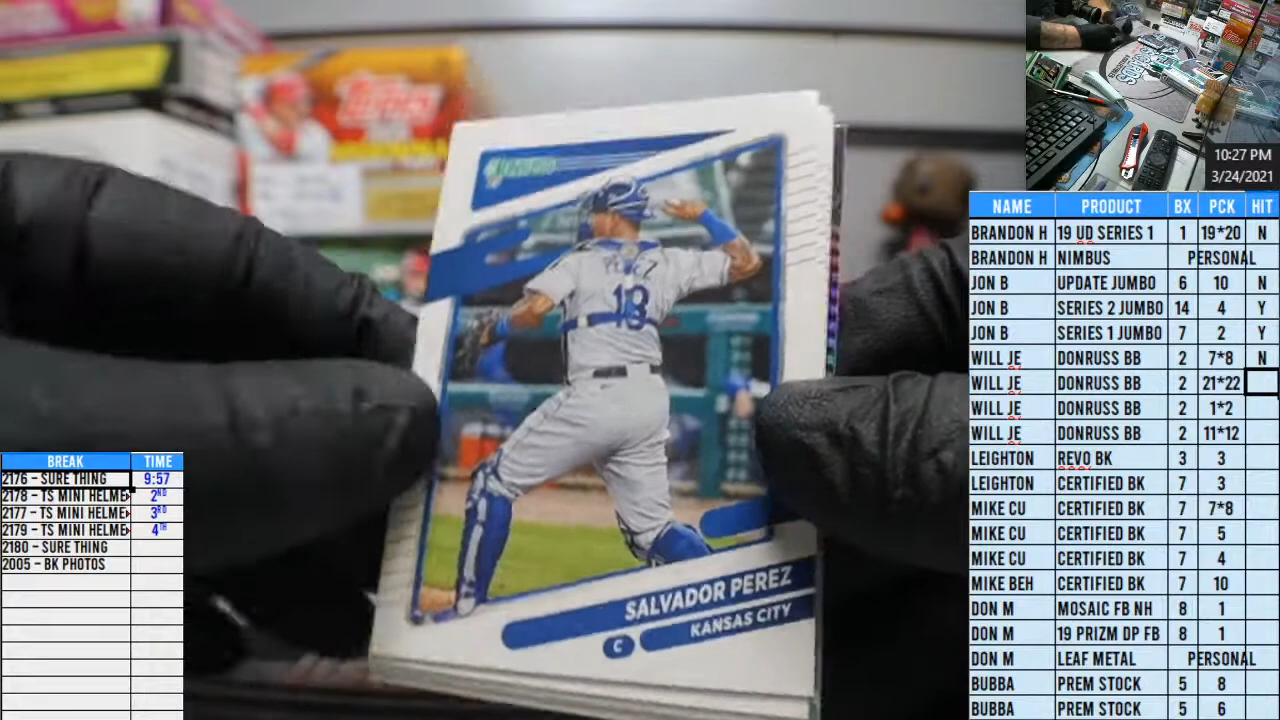 Topps
DONRUSS
PEREZ
18
SALVADOR PEREZ
C KANSAS CITY
10:27 PM
3/24/2021
NAME PRODUCT BX PCK HIT
BRANDON H 19 UD SERIES 1 1 19*20 N
BRANDON H NIMBUS PERSONAL
JON B UPDATE JUMBO 6 10 N
JON B SERIES 2 JUMBO 14 4 Y
JON B SERIES 1 JUMBO 7 2 Y
WILL JE DONRUSS BB 2 7*8 N
WILL JE DONRUSS BB 2 21*22
WILL JE DONRUSS BB 2 1*2
WILL JE DONRUSS BB 2 11*12
LEIGHTON REVO BK 3 3
LEIGHTON CERTIFIED BK 7 3
MIKE CU CERTIFIED BK 7 7*8
MIKE CU CERTIFIED BK 7 5
MIKE CU CERTIFIED BK 7 4
MIKE BEH CERTIFIED BK 7 10
DON M MOSAIC FB NH 8 1
DON M 19 PRIZM DP FB 8 1
DON M LEAF METAL PERSONAL
BUBBA PREM STOCK 5 8
BUBBA PREM STOCK 5 6
BREAK TIME
2176 – SURE THING 9:57
2178 – TS MINI HELME 2ND
2177 – TS MINI HELME 3RD
2179 – TS MINI HELME 4TH
2180 – SURE THING
2005 – BK PHOTOS